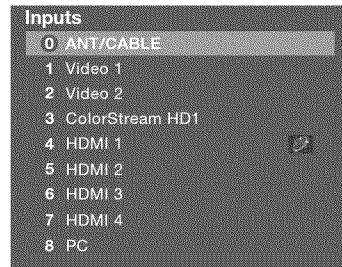 Inputs
0 ANT/CABLE
1 Video 1
2 Video 2
3 ColorStream HD1
4 HDMI 1
5 HDMI 2
6 HDMI 3
7 HDMI 4
8 PC